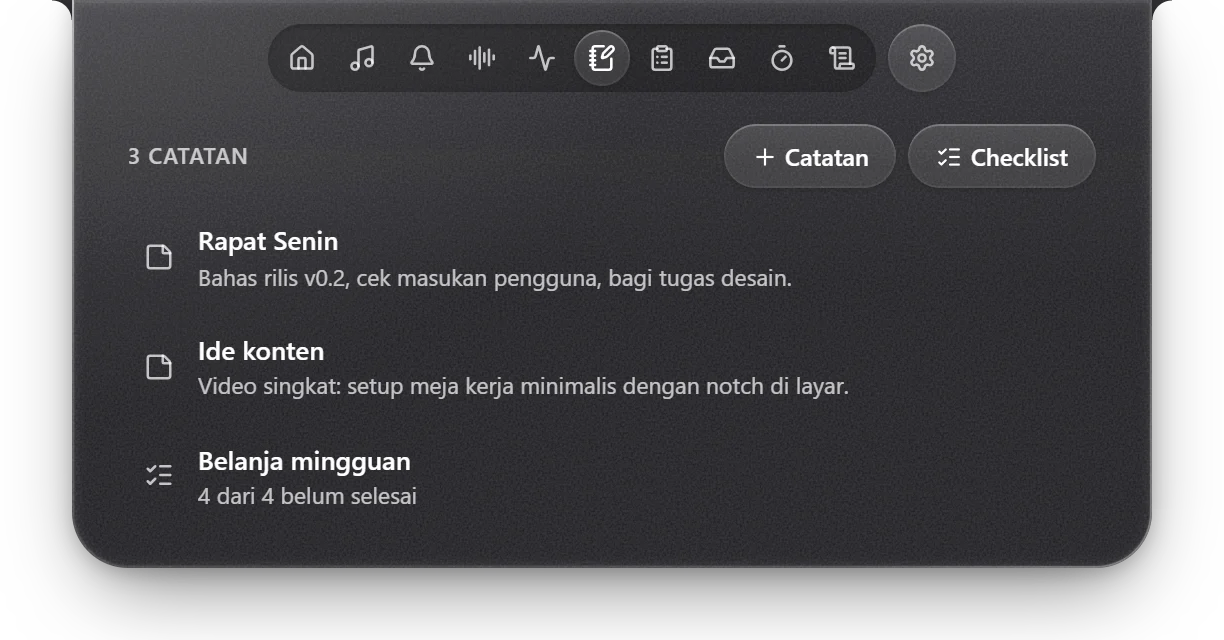 3 CATATAN
Catatan
Checklist
Rapat Senin
Bahas rilis v0.2, cek masukan pengguna, bagi tugas desain.
Ide konten
Video singkat: setup meja kerja minimalis dengan notch di layar.
Belanja mingguan
4 dari 4 belum selesai